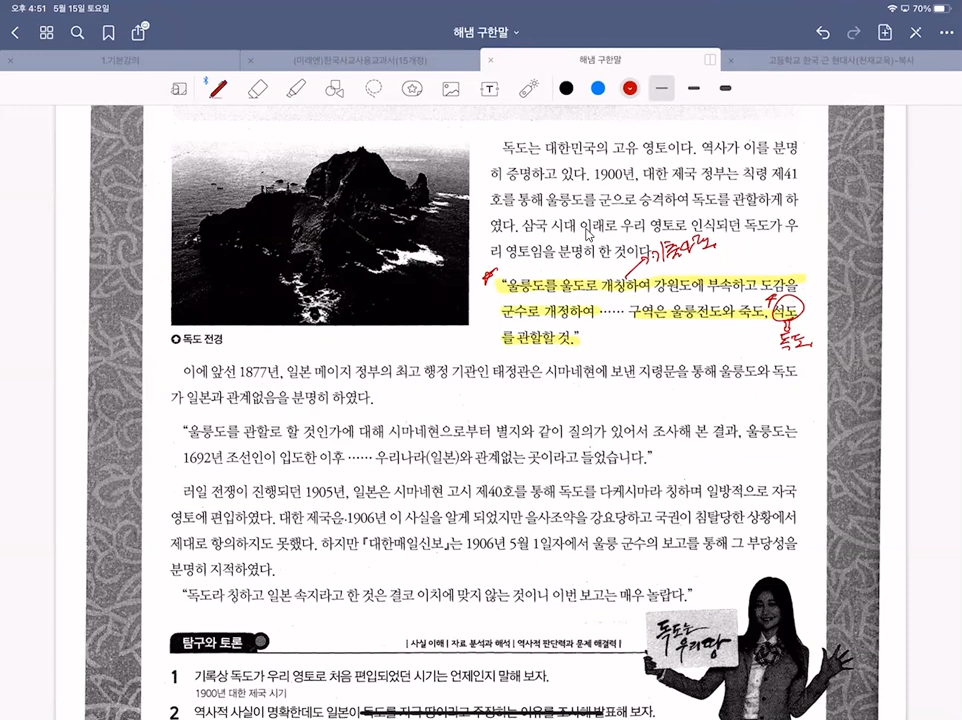 오후 4:51 5월 15일 토요일
70%
해냄 구한말
1.기본강의
(미래엔)한국사교사용교과서(15개정)
해냄 구한말
고등학교 한국 근 현대사(천재교육)-복사
독도는 대한민국의 고유 영토이다. 역사가 이를 분명
히 증명하고 있다. 1900년, 대한 제국 정부는 칙령 제41
호를 통해 울릉도를 군으로 승격하여 독도를 관할하게 하
였다. 삼국 시대 이래로 우리 영토로 인식되던 독도가 우
리 영토임을 분명히 한 것이다.
“울릉도를 울도로 개칭하여 강원도에 부속하고 도감을
군수로 개정하여 …… 구역은 울릉전도와 죽도, 석도
를 관할할 것.”
독도
독도 전경
이에 앞선 1877년, 일본 메이지 정부의 최고 행정 기관인 태정관은 시마네현에 보낸 지령문을 통해 울릉도와 독도
가 일본과 관계없음을 분명히 하였다.
“울릉도를 관할로 할 것인가에 대해 시마네현으로부터 별지와 같이 질의가 있어서 조사해 본 결과, 울릉도는
1692년 조선인이 입도한 이후 …… 우리나라(일본)와 관계없는 곳이라고 들었습니다.”
러일 전쟁이 진행되던 1905년, 일본은 시마네현 고시 제40호를 통해 독도를 다케시마라 칭하며 일방적으로 자국
영토에 편입하였다. 대한 제국은 1906년 이 사실을 알게 되었지만 을사조약을 강요당하고 국권이 침탈당한 상황에서
제대로 항의하지도 못했다. 하지만 『대한매일신보』는 1906년 5월 1일자에서 울릉 군수의 보고를 통해 그 부당성을
분명히 지적하였다.
“독도라 칭하고 일본 속지라고 한 것은 결코 이치에 맞지 않는 것이니 이번 보고는 매우 놀랍다.”
탐구와 토론
| 사실 이해 | 자료 분석과 해석 | 역사적 판단력과 문제 해결력 |
독도는
우리땅
1 기록상 독도가 우리 영토로 처음 편입되었던 시기는 언제인지 말해 보자.
1900년 대한 제국 시기
2 역사적 사실이 명확한데도 일본이 독도를 자국 땅이라고 주장하는 이유를 조사해 발표해 보자.